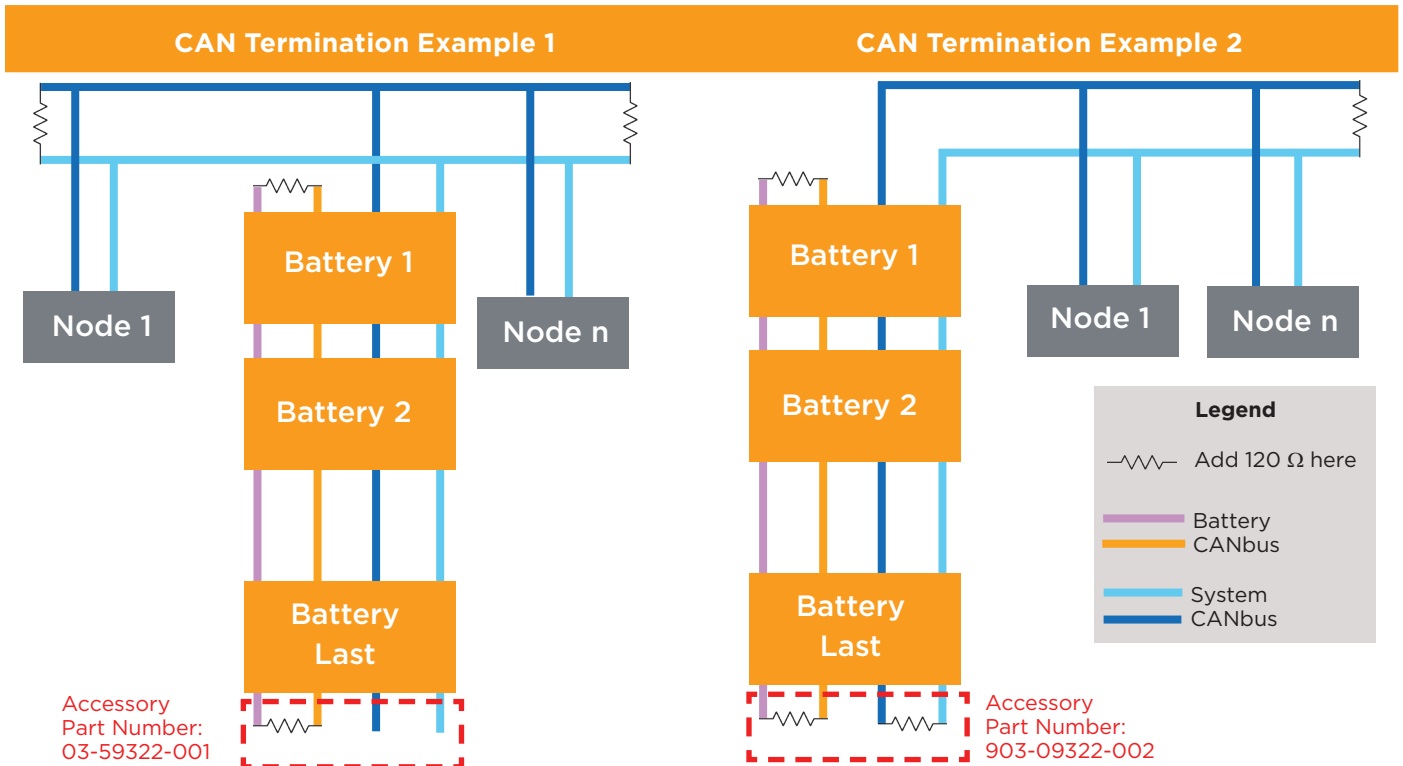 CAN Termination Example 1
CAN Termination Example 2
Battery 1
Node 1
Node n
Battery 2
Battery
Last
Accessory
Part Number:
03-59322-001
Battery 1
Node 1
Node n
Battery 2
Battery
Last
Accessory
Part Number:
903-09322-002
Legend
Add 120 Ω here
Battery
CANbus
System
CANbus